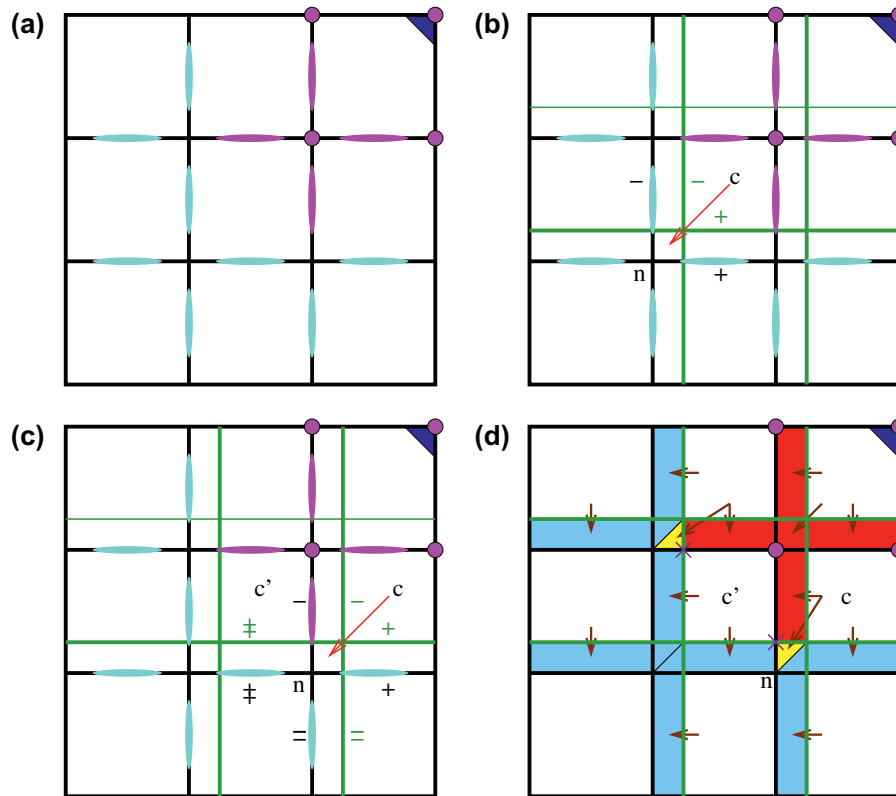 (a)
(b)
− − c
+
n +
(c)
c' − − c
‡ +
‡ n +
= =
(d)
c' c
n